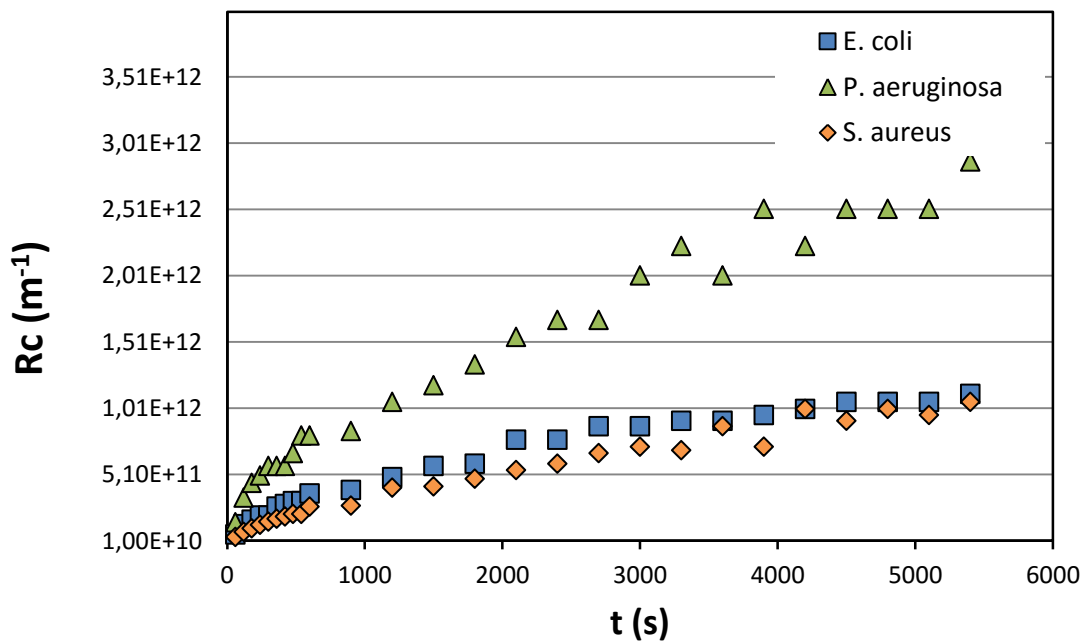 E. coli
P. aeruginosa
S. aureus
3,51E+12
3,01E+12
2,51E+12
2,01E+12
1,51E+12
1,01E+12
5,10E+11
1,00E+10
Rc (m⁻¹)
0 1000 2000 3000 4000 5000 6000
t (s)